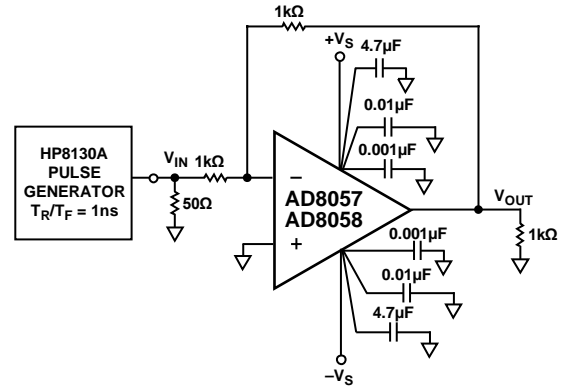 1kΩ
+VS
4.7µF
0.01µF
0.001µF
HP8130A
PULSE
GENERATOR
TR/TF = 1ns
VIN
1kΩ
50Ω
–
+
AD8057
AD8058
VOUT
1kΩ
0.001µF
0.01µF
4.7µF
–VS